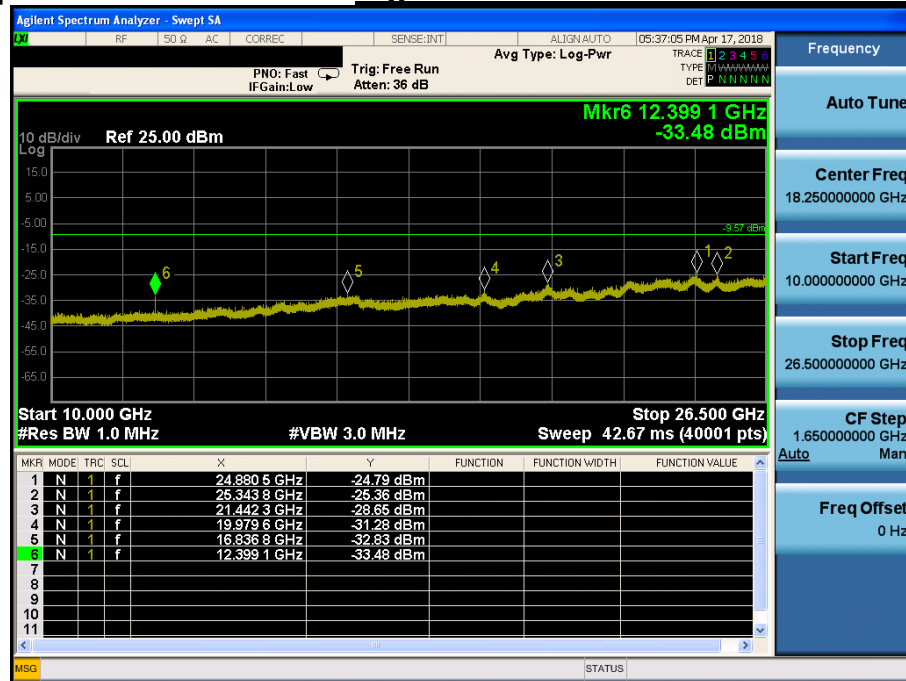 Agilent Spectrum Analyzer - Swept SA
LXI RF 50 Ω AC CORREC SENSE:INT ALIGN AUTO 05:37:05 PM Apr 17, 2018
Avg Type: Log-Pwr TRACE 1 2 3 4 5 6
PNO: Fast Trig: Free Run TYPE M W W W W W
IFGain:Low Atten: 36 dB DET P N N N N N
Mkr6 12.399 1 GHz
10 dB/div Ref 25.00 dBm -33.48 dBm
Log
15.0
5.00
-5.00
-9.57 dBm
-15.0
-25.0
-35.0
-45.0
-55.0
-65.0
6 5 4 3 1 2
Start 10.000 GHz Stop 26.500 GHz
#Res BW 1.0 MHz #VBW 3.0 MHz Sweep 42.67 ms (40001 pts)
MKR MODE TRC SCL X Y FUNCTION FUNCTION WIDTH FUNCTION VALUE
1 N 1 f 24.880 5 GHz -24.79 dBm
2 N 1 f 25.343 8 GHz -25.36 dBm
3 N 1 f 21.442 3 GHz -28.65 dBm
4 N 1 f 19.979 6 GHz -31.28 dBm
5 N 1 f 16.836 8 GHz -32.83 dBm
6 N 1 f 12.399 1 GHz -33.48 dBm
7
8
9
10
11
MSG STATUS
Frequency
Auto Tune
Center Freq
18.250000000 GHz
Start Freq
10.000000000 GHz
Stop Freq
26.500000000 GHz
CF Step
1.650000000 GHz
Auto Man
Freq Offset
0 Hz